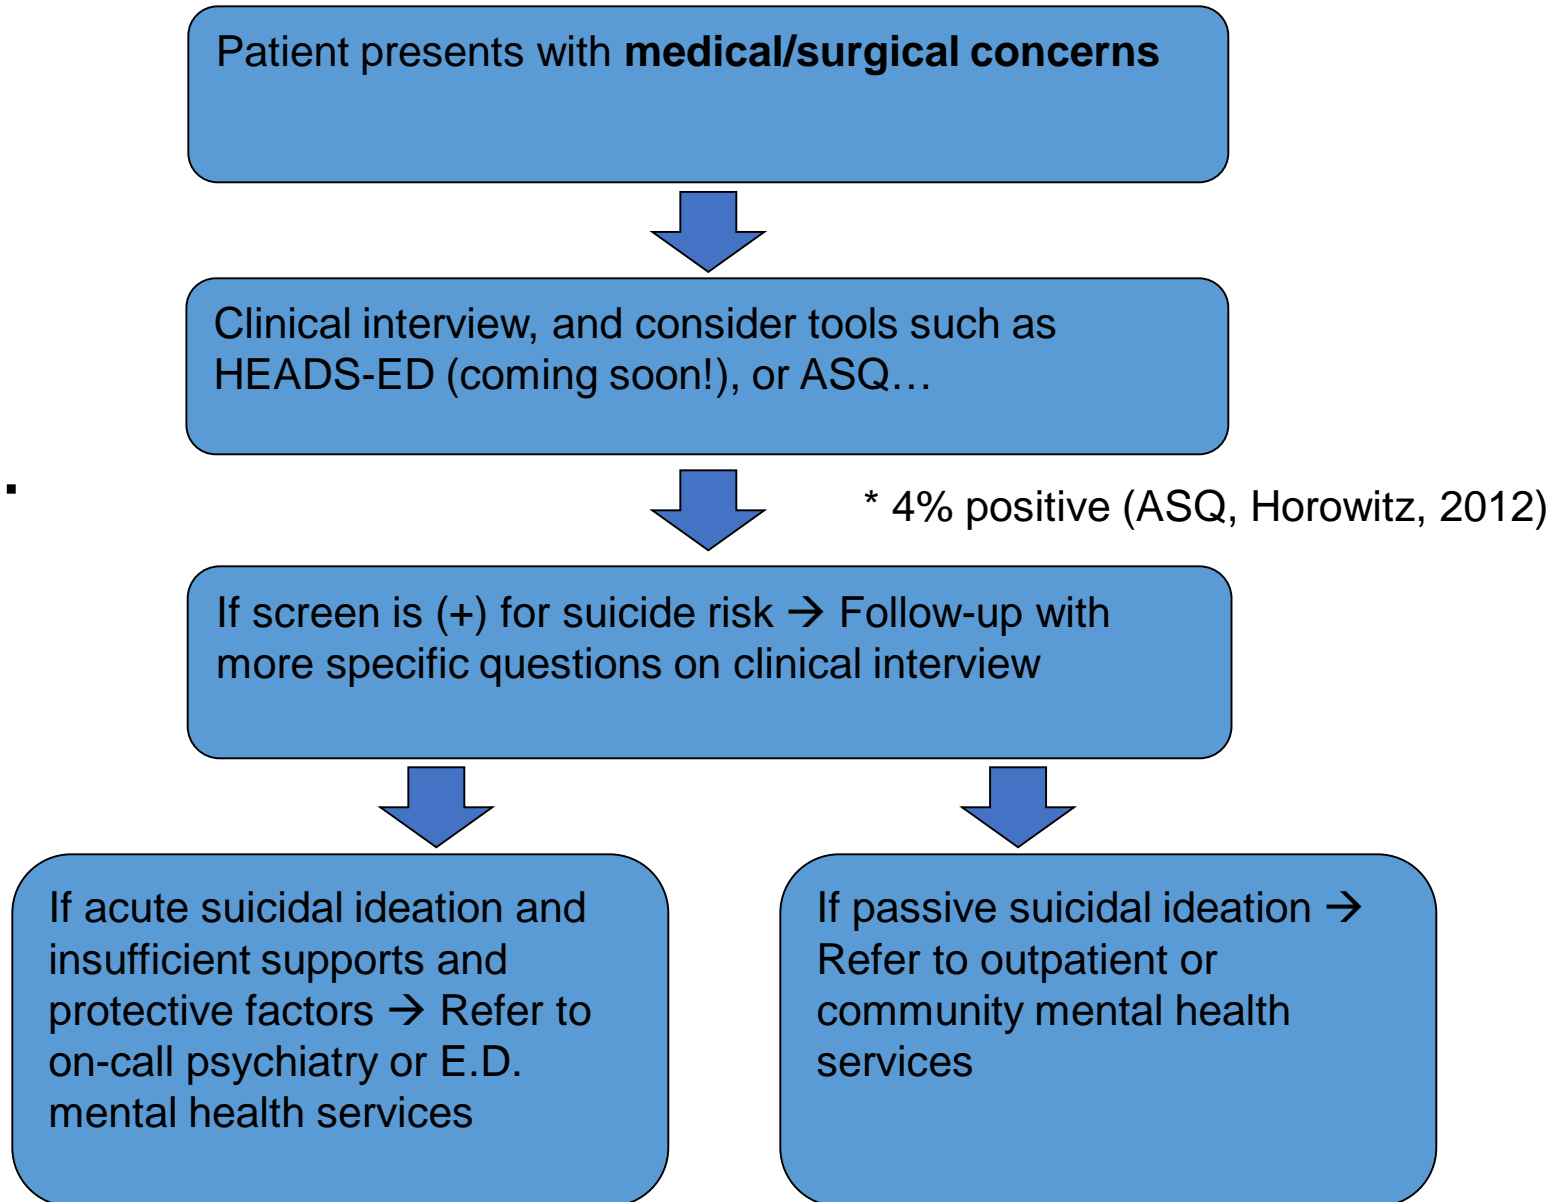 Patient presents with medical/surgical concerns
Clinical interview, and consider tools such as
HEADS-ED (coming soon!), or ASQ…
.
* 4% positive (ASQ, Horowitz, 2012)
If screen is (+) for suicide risk → Follow-up with
more specific questions on clinical interview
If acute suicidal ideation and
insufficient supports and
protective factors → Refer to
on-call psychiatry or E.D.
mental health services
If passive suicidal ideation →
Refer to outpatient or
community mental health
services